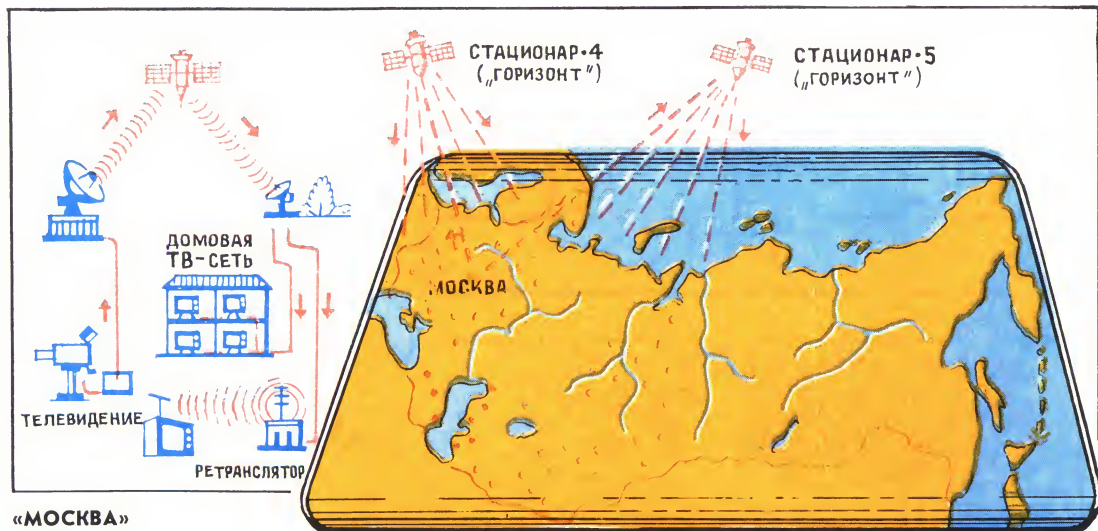 СТАЦИОНАР·4
(„ГОРИЗОНТ")
СТАЦИОНАР·5
(„ГОРИЗОНТ")
ДОМОВАЯ
ТВ-СЕТЬ
МОСКВА
ТЕЛЕВИДЕНИЕ
РЕТРАНСЛЯТОР
«МОСКВА»